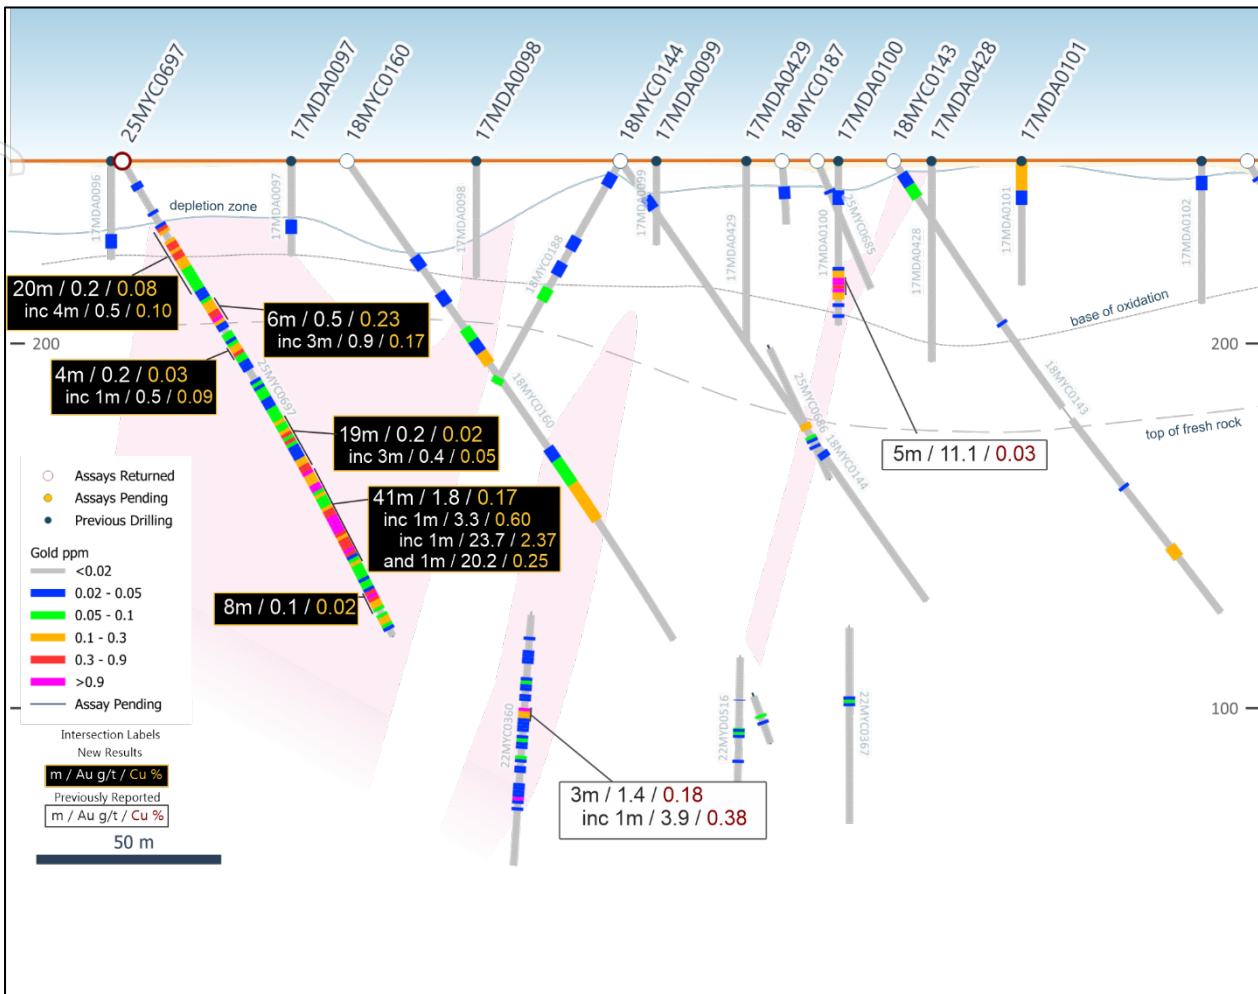 25MYC0697
17MDA0097
18MYC0160
17MDA0098
18MYC0144
17MDA0099
17MDA0429
18MYC0187
17MDA0100
18MYC0143
17MDA0428
17MDA0101
17MDA0096
17MDA0097
17MDA0098
18MYC0188
17MDA0099
17MDA0429
17MDA0100
25MYC0685
17MDA0428
17MDA0101
17MDA0102
depletion zone
base of oxidation
top of fresh rock
20m / 0.2 / 0.08
inc 4m / 0.5 / 0.10
6m / 0.5 / 0.23
inc 3m / 0.9 / 0.17
200
200
4m / 0.2 / 0.03
inc 1m / 0.5 / 0.09
25MYC0697
18MYC0160
25MYC0686
18MYC0144
18MYC0143
19m / 0.2 / 0.02
inc 3m / 0.4 / 0.05
5m / 11.1 / 0.03
41m / 1.8 / 0.17
inc 1m / 3.3 / 0.60
inc 1m / 23.7 / 2.37
and 1m / 20.2 / 0.25
8m / 0.1 / 0.02
Assays Returned
Assays Pending
Previous Drilling
Gold ppm
<0.02
0.02 - 0.05
0.05 - 0.1
0.1 - 0.3
0.3 - 0.9
>0.9
Assay Pending
Intersection Labels
New Results
m / Au g/t / Cu %
Previously Reported
m / Au g/t / Cu %
50 m
22MYC0360
22MYD0516
22MYC0367
100
3m / 1.4 / 0.18
inc 1m / 3.9 / 0.38